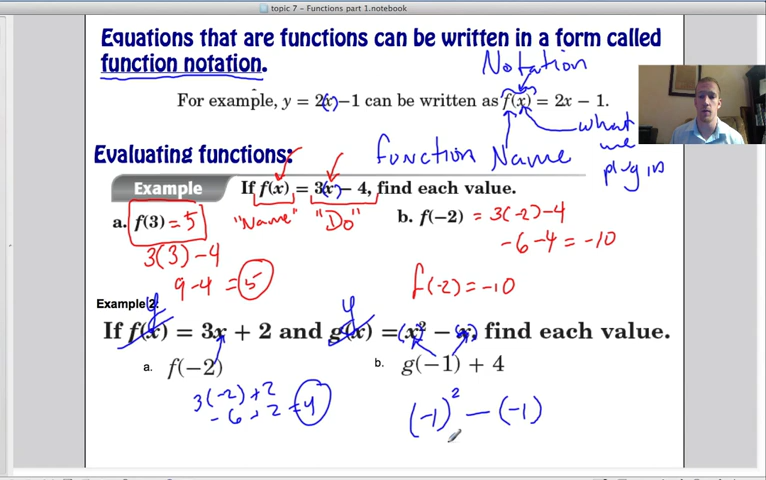 topic 7 – Functions part 1.notebook
Equations that are functions can be written in a form called
function notation.
Notation
For example, y = 2(x)−1 can be written as f(x) = 2x − 1.
what
we
plug in
Function Name
Evaluating functions:
Example If f(x) = 3(x) − 4, find each value.
"Name" "Do"
a. f(3) = 5
3(3) − 4
9 − 4 = 5
b. f(−2) = 3(−2) − 4
−6 − 4 = −10
f(−2) = −10
Example 2:
y y
If f(x) = 3x + 2 and g(x) = (x)² − (x), find each value.
a. f(−2)
3(−2) + 2
−6 + 2 = 4
b. g(−1) + 4
(−1)² − (−1)